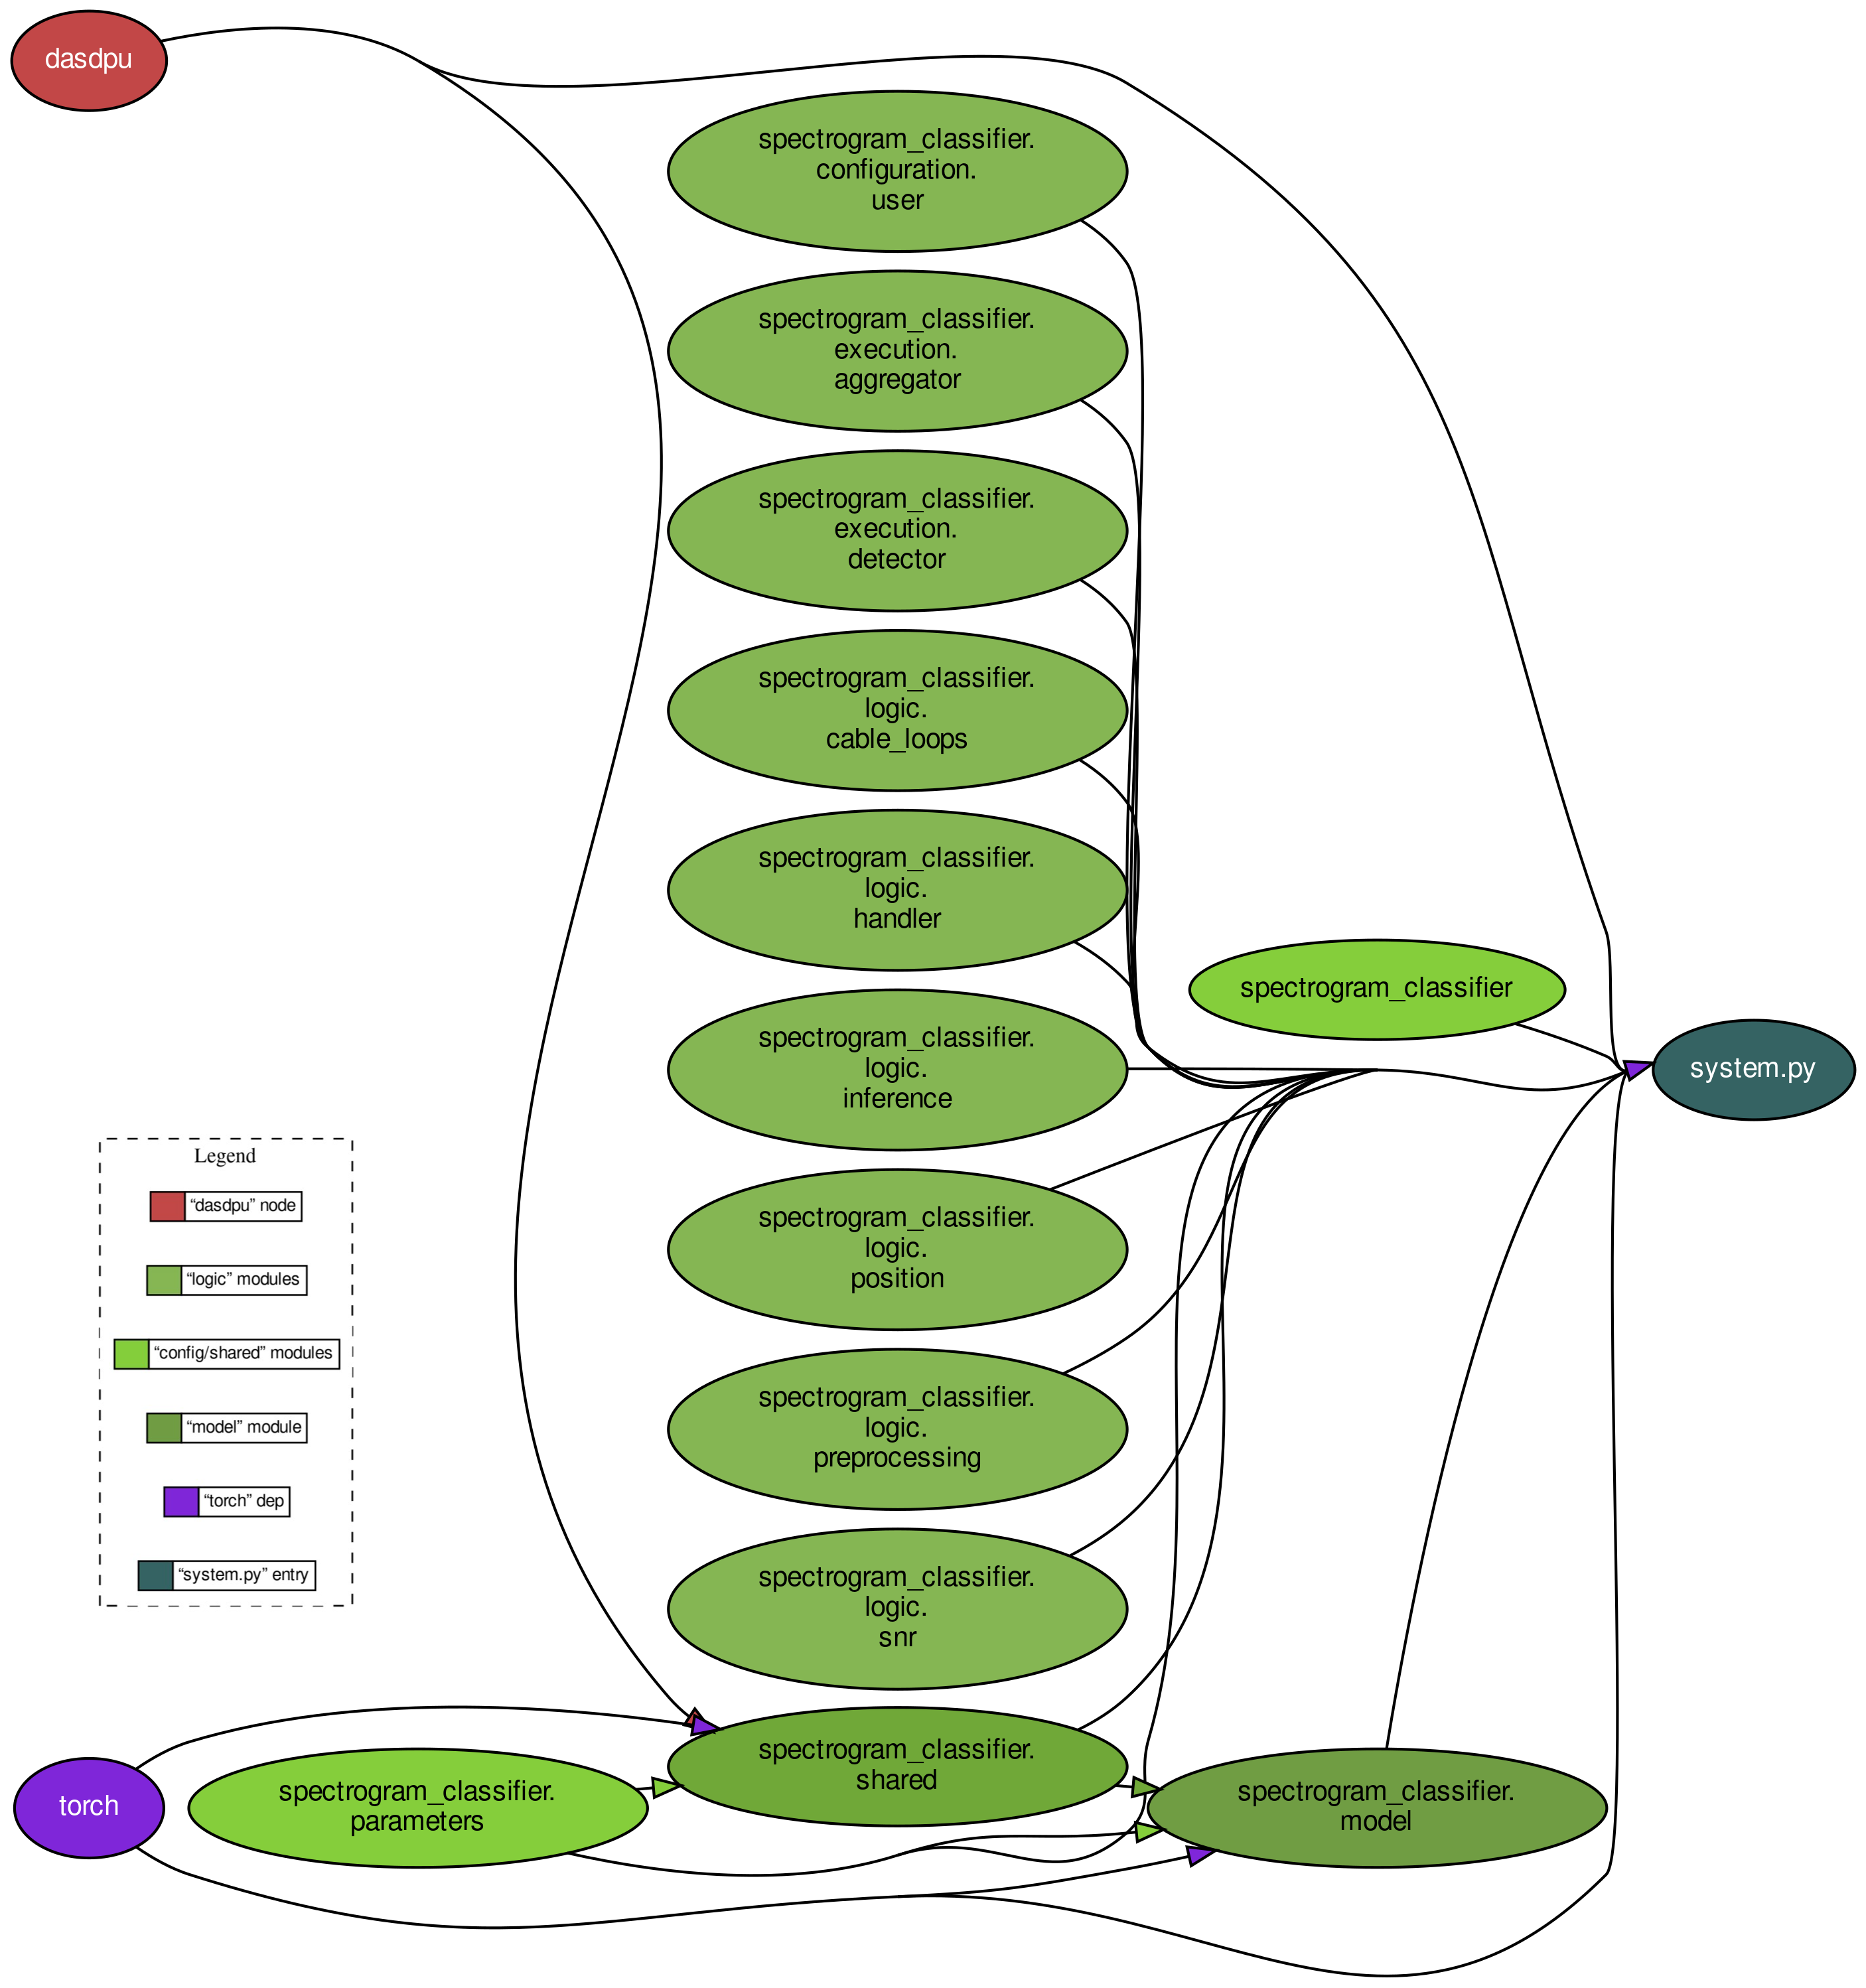 dasdpu
spectrogram_classifier.
configuration.
user
spectrogram_classifier.
execution.
aggregator
spectrogram_classifier.
execution.
detector
spectrogram_classifier.
logic.
cable_loops
spectrogram_classifier.
logic.
handler
spectrogram_classifier
spectrogram_classifier.
logic.
inference
system.py
spectrogram_classifier.
logic.
position
spectrogram_classifier.
logic.
preprocessing
spectrogram_classifier.
logic.
snr
Legend
“dasdpu” node
“logic” modules
“config/shared” modules
“model” module
“torch” dep
“system.py” entry
spectrogram_classifier.
shared
torch
spectrogram_classifier.
parameters
spectrogram_classifier.
model